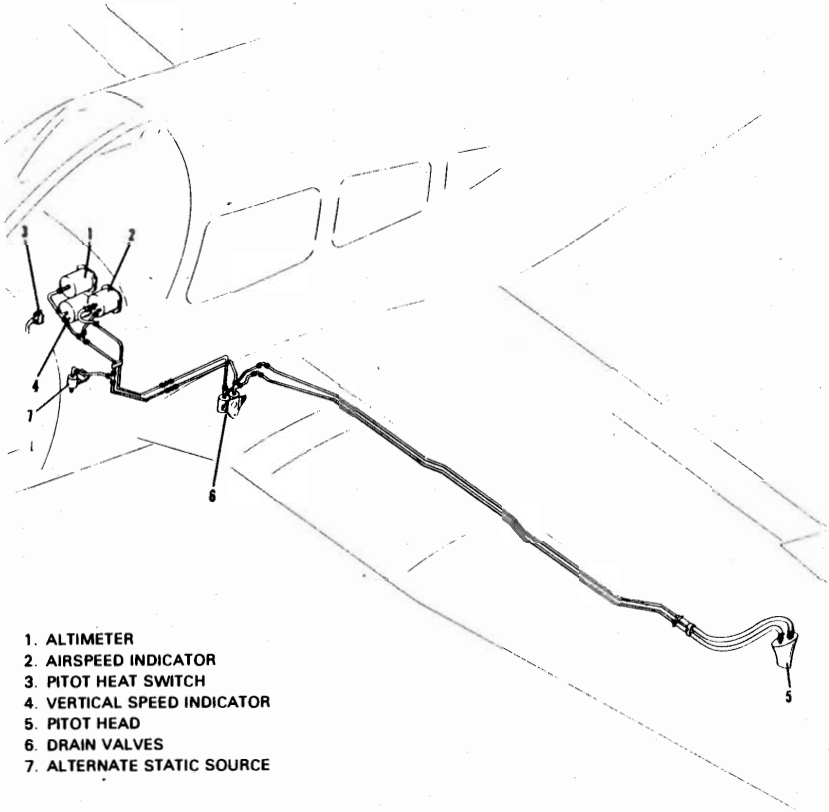 3
1
2
4
7
6
5
1. ALTIMETER
2. AIRSPEED INDICATOR
3. PITOT HEAT SWITCH
4. VERTICAL SPEED INDICATOR
5. PITOT HEAD
6. DRAIN VALVES
7. ALTERNATE STATIC SOURCE